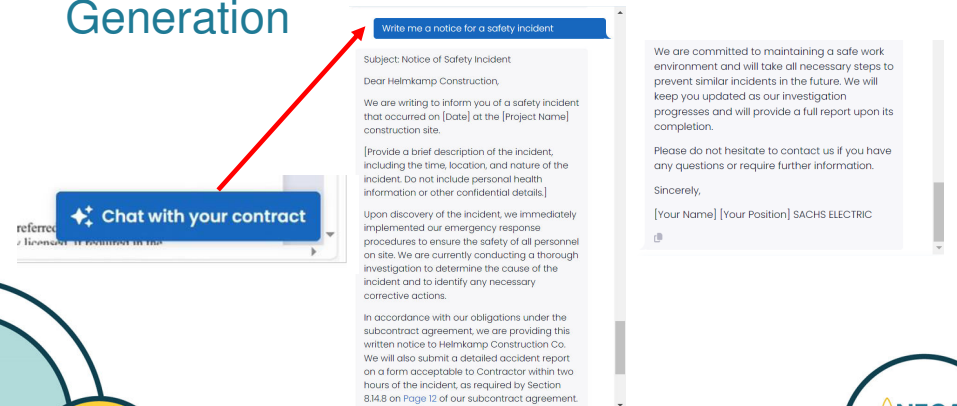 Generation
Write me a notice for a safety incident
Subject: Notice of Safety Incident
Dear Helmkamp Construction,
We are writing to inform you of a safety incident
that occurred on [Date] at the [Project Name]
construction site.
[Provide a brief description of the incident,
including the time, location, and nature of the
incident. Do not include personal health
information or other confidential details.]
Upon discovery of the incident, we immediately
implemented our emergency response
procedures to ensure the safety of all personnel
on site. We are currently conducting a thorough
investigation to determine the cause of the
incident and to identify any necessary
corrective actions.
In accordance with our obligations under the
subcontract agreement, we are providing this
written notice to Helmkamp Construction Co.
We will also submit a detailed accident report
on a form acceptable to Contractor within two
hours of the incident, as required by Section
8.14.8 on Page 12 of our subcontract agreement.
We are committed to maintaining a safe work
environment and will take all necessary steps to
prevent similar incidents in the future. We will
keep you updated as our investigation
progresses and will provide a full report upon its
completion.
Please do not hesitate to contact us if you have
any questions or require further information.
Sincerely,
[Your Name] [Your Position] SACHS ELECTRIC
Chat with your contract
referred
licensed, if required in the